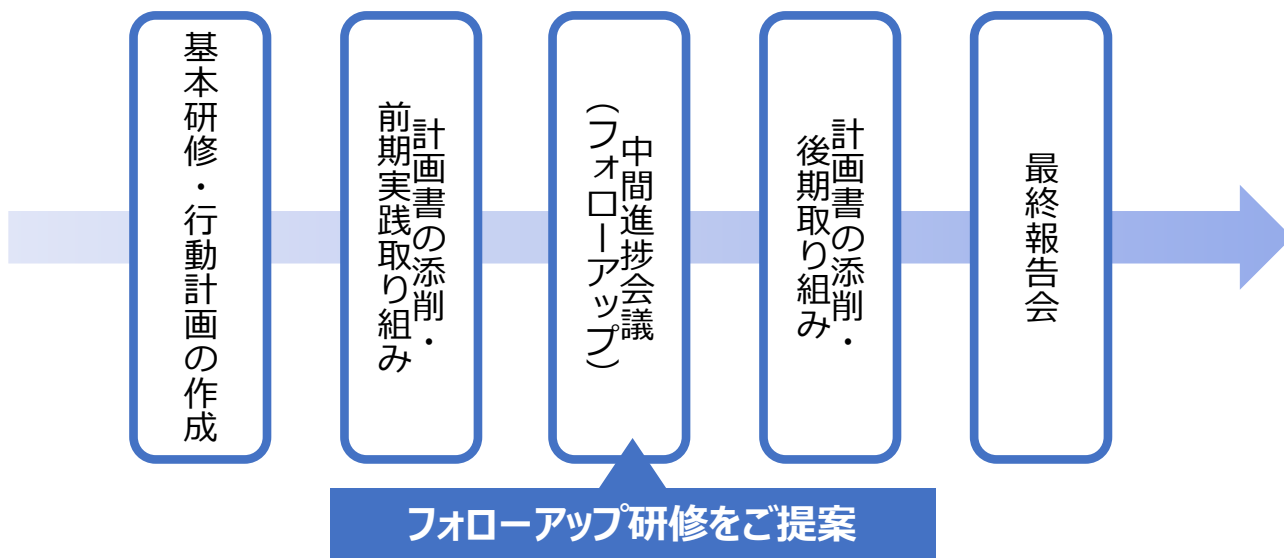 基本研修・行動計画の作成
計画書の添削・
前期実践取り組み
中間進捗会議
（フォローアップ）
計画書の添削・
後期取り組み
最終報告会
フォローアップ研修をご提案